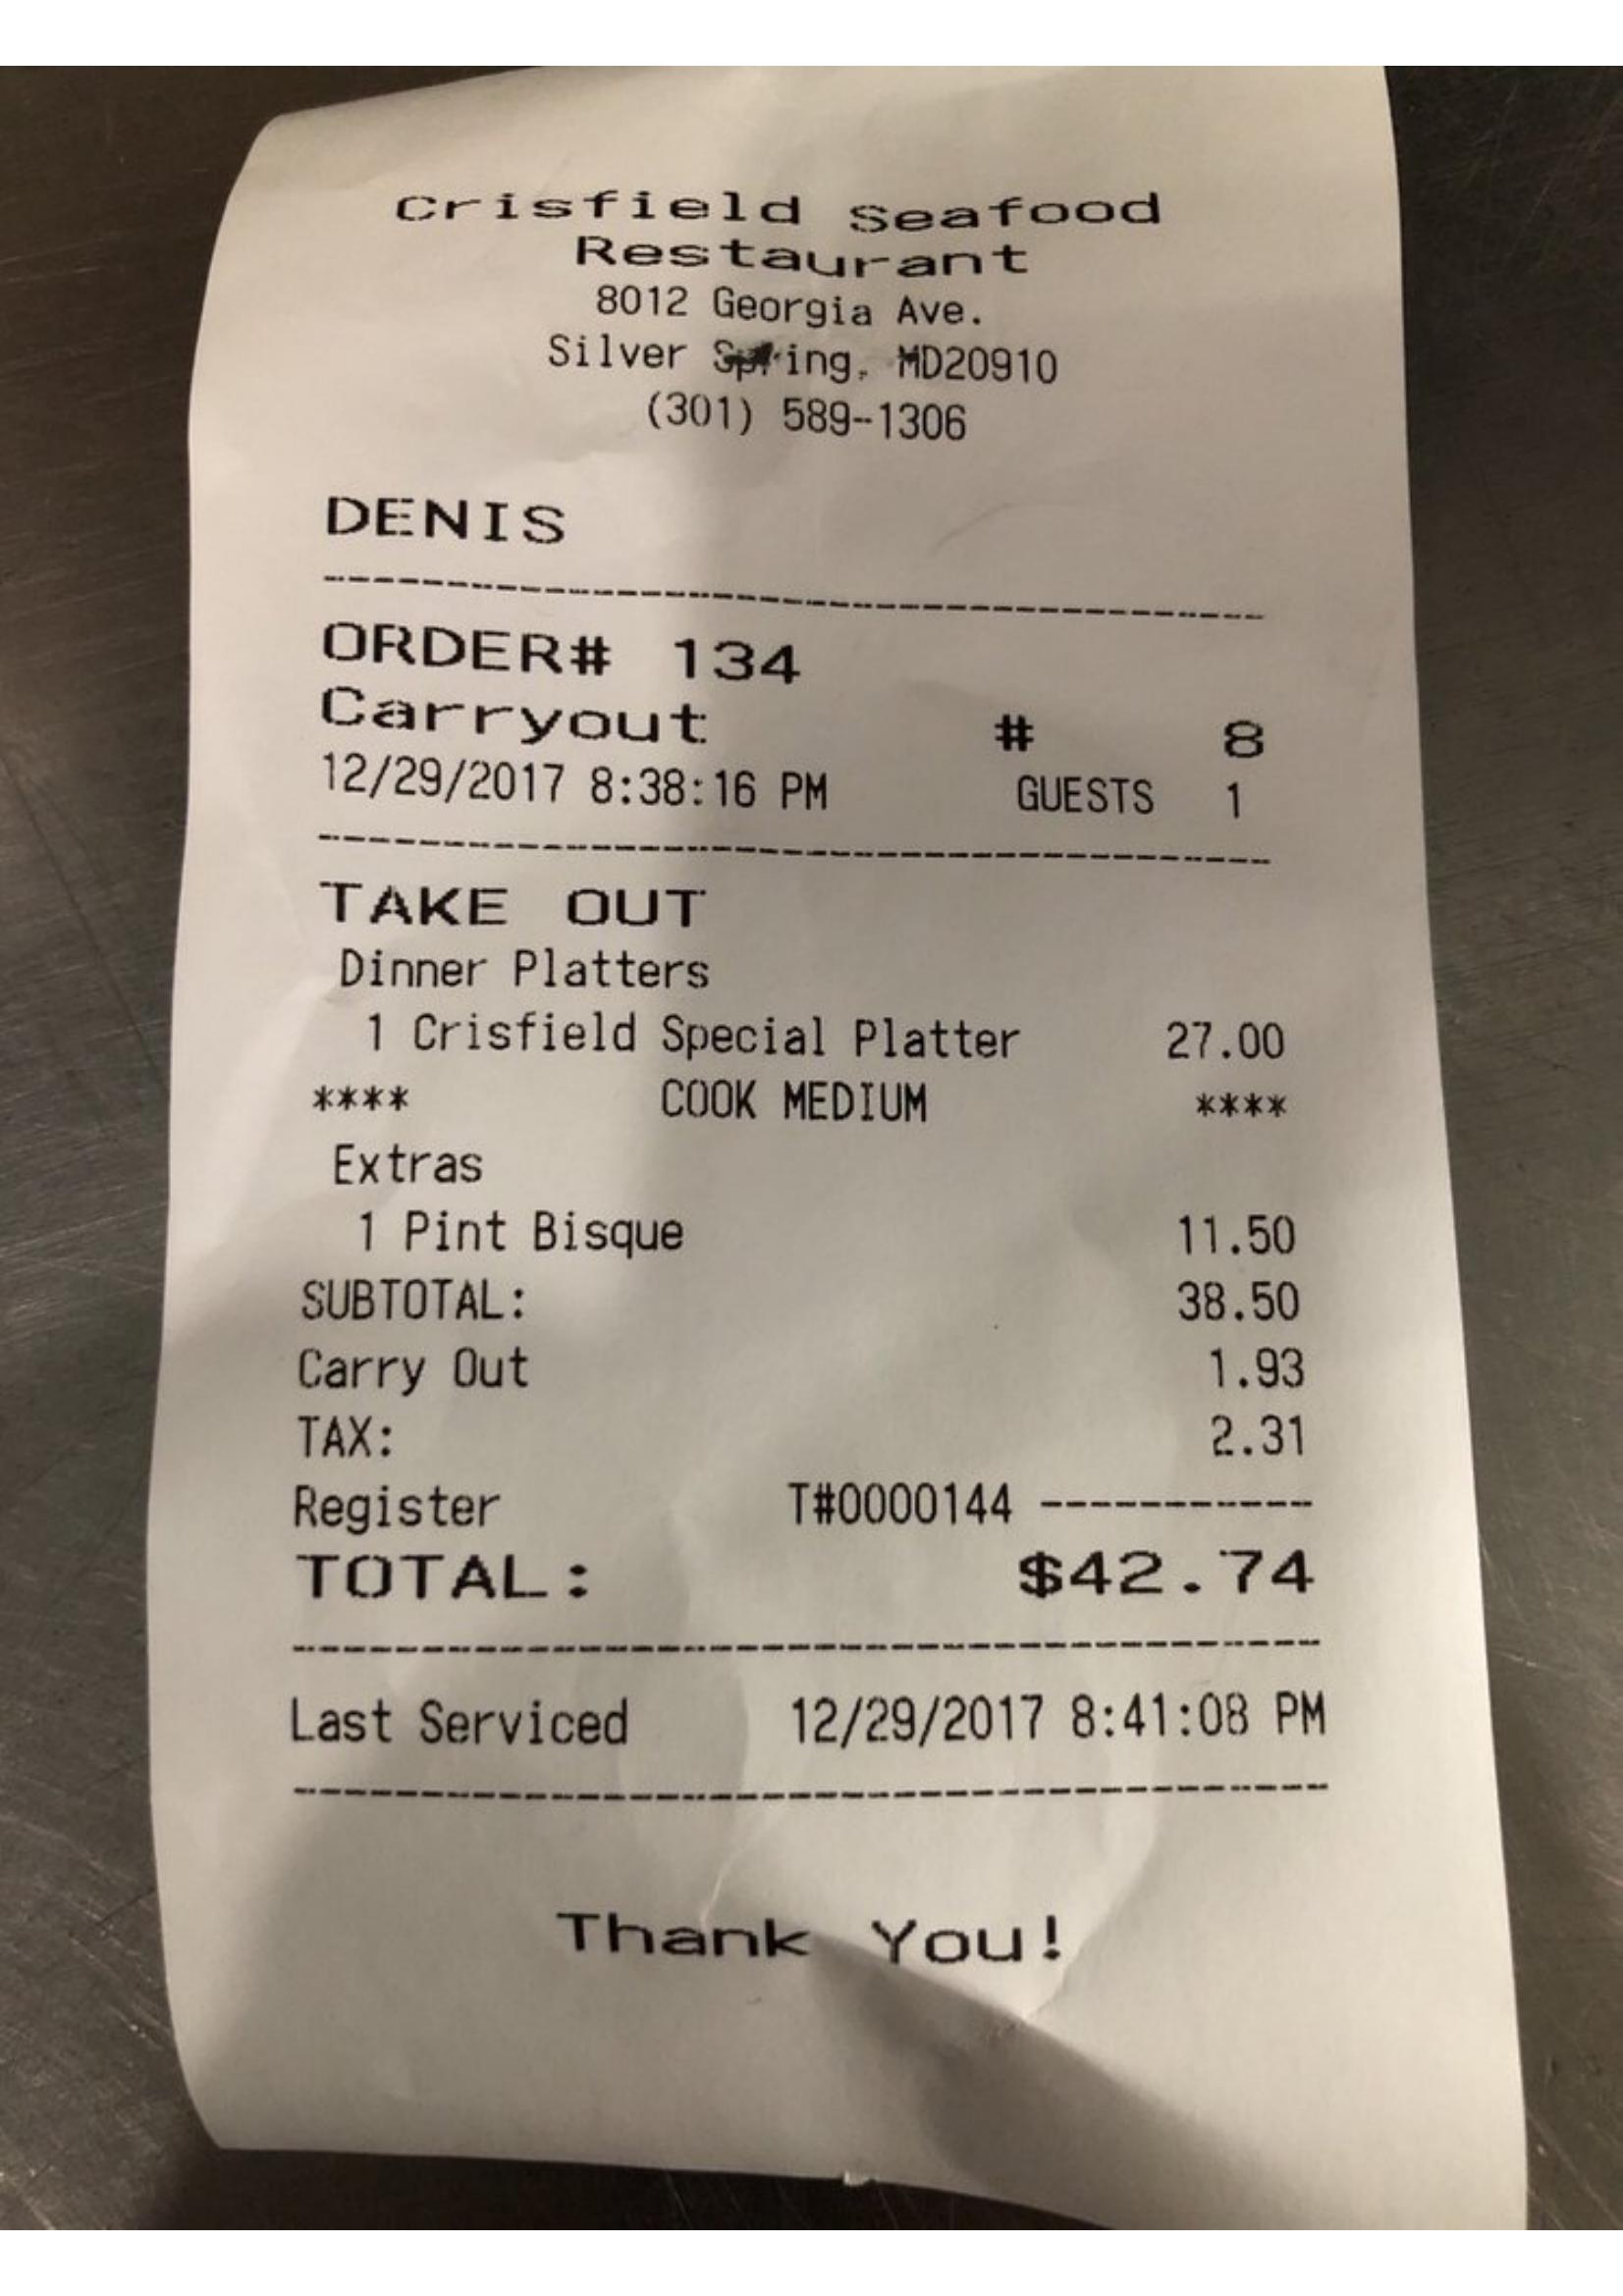 Crisfield Seafood
Restaurant
8012 Georgia Ave.
Silver Spring, MD20910
(301) 589-1306
DENIS
ORDER# 134
Carryout # 8
12/29/2017 8:38:16 PM GUESTS 1
TAKE OUT
Dinner Platters
1 Crisfield Special Platter 27.00
**** COOK MEDIUM ****
Extras
1 Pint Bisque 11.50
SUBTOTAL: 38.50
Carry Out 1.93
TAX: 2.31
Register T#0000144 ------------
TOTAL: $42.74
Last Serviced 12/29/2017 8:41:08 PM
Thank You!